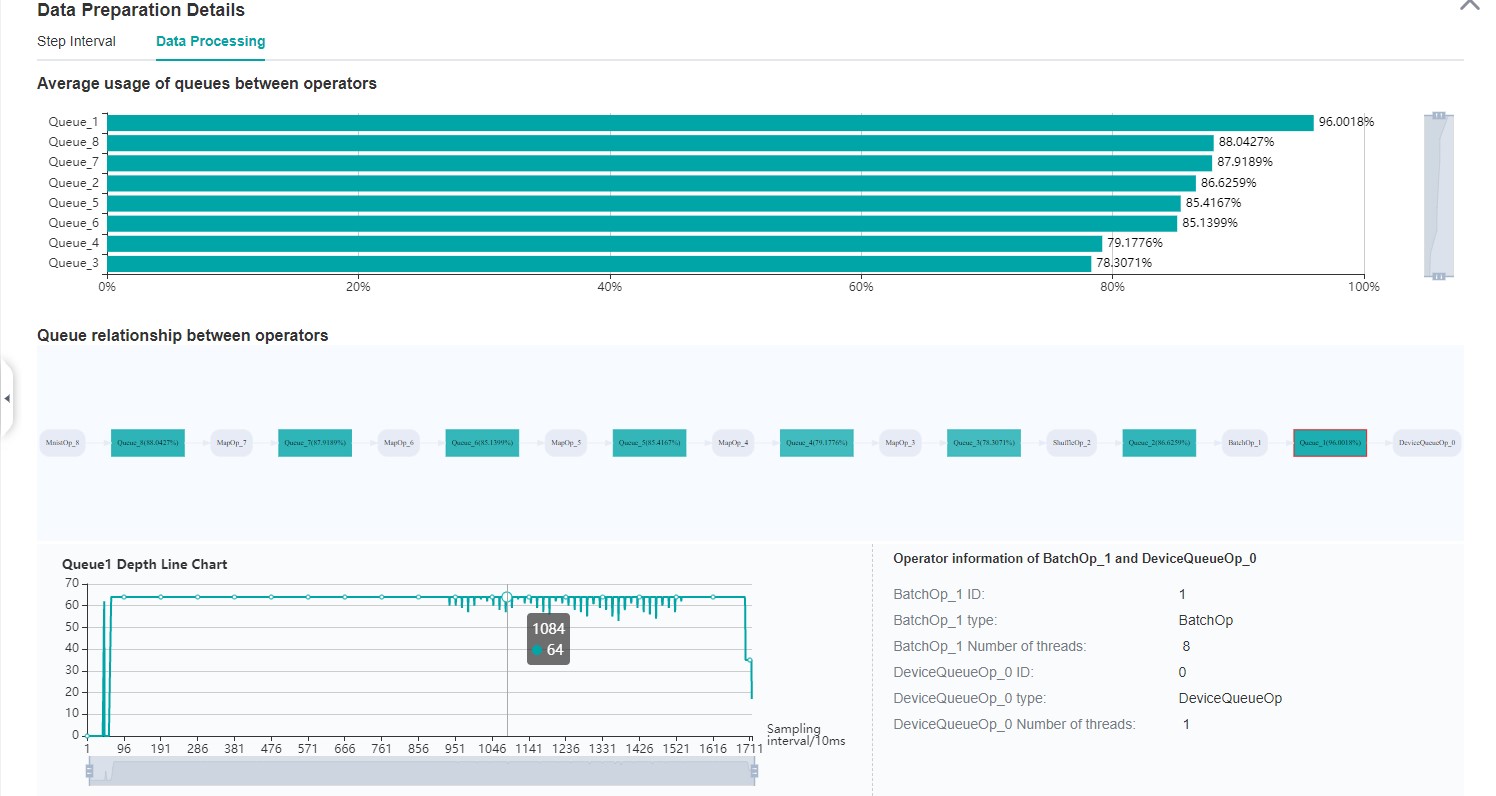 Data Preparation Details
Step Interval Data Processing
Average usage of queues between operators
Queue_1 96.0018%
Queue_8 88.0427%
Queue_7 87.9189%
Queue_2 86.6259%
Queue_5 85.4167%
Queue_6 85.1399%
Queue_4 79.1776%
Queue_3 78.3071%
0% 20% 40% 60% 80% 100%
Queue relationship between operators
MnistOp_8 Queue_8(88.0427%) MapOp_7 Queue_7(87.9189%) MapOp_6 Queue_6(85.1399%) MapOp_5 Queue_5(85.4167%) MapOp_4 Queue_4(79.1776%) MapOp_3 Queue_3(78.3071%) ShuffleOp_2 Queue_2(86.6259%) BatchOp_1 Queue_1(96.0018%) DeviceQueueOp_0
Queue1 Depth Line Chart
70
60
50
40
30
20
10
0
1084
64
1 96 191 286 381 476 571 666 761 856 951 1046 1141 1236 1331 1426 1521 1616 1711
Sampling
interval/10ms
Operator information of BatchOp_1 and DeviceQueueOp_0
BatchOp_1 ID: 1
BatchOp_1 type: BatchOp
BatchOp_1 Number of threads: 8
DeviceQueueOp_0 ID: 0
DeviceQueueOp_0 type: DeviceQueueOp
DeviceQueueOp_0 Number of threads: 1